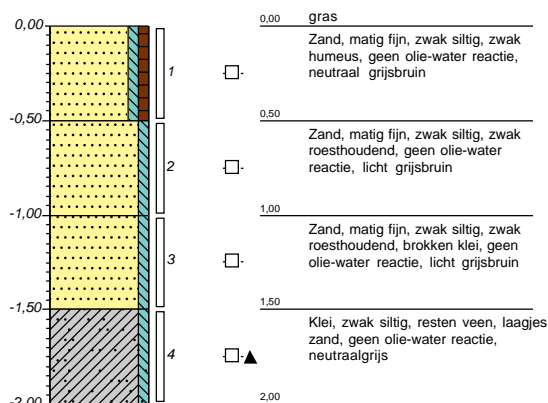 0,00
0,00
gras
Zand, matig fijn, zwak siltig, zwak
humeus, geen olie-water reactie,
neutraal grijsbruin
1
-0,50
0,50
Zand, matig fijn, zwak siltig, zwak
roesthoudend, geen olie-water
reactie, licht grijsbruin
2
-1,00
1,00
Zand, matig fijn, zwak siltig, zwak
roesthoudend, brokken klei, geen
olie-water reactie, licht grijsbruin
3
-1,50
1,50
Klei, zwak siltig, resten veen, laagjes
zand, geen olie-water reactie,
neutraalgrijs
4
-2,00
2,00